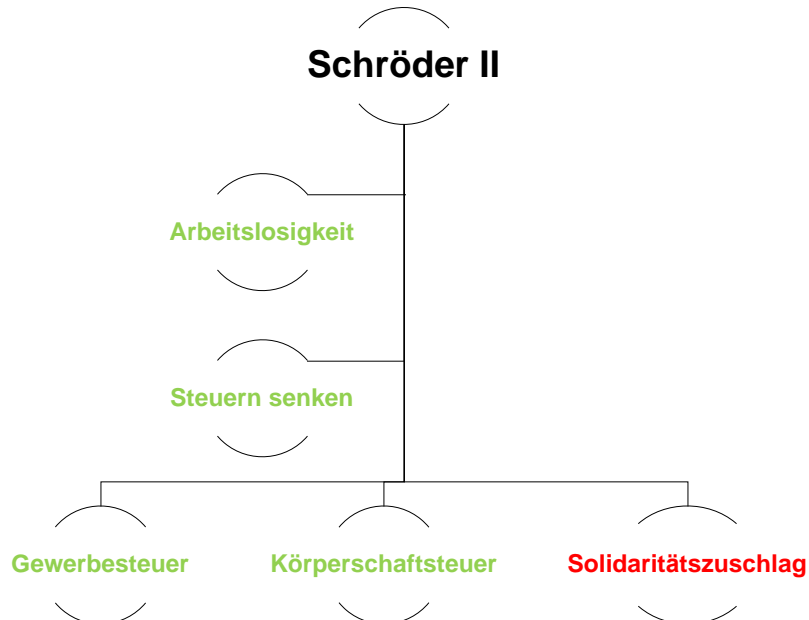 Schröder II
Arbeitslosigkeit
Steuern senken
Gewerbesteuer
Körperschaftsteuer
Solidaritätszuschlag